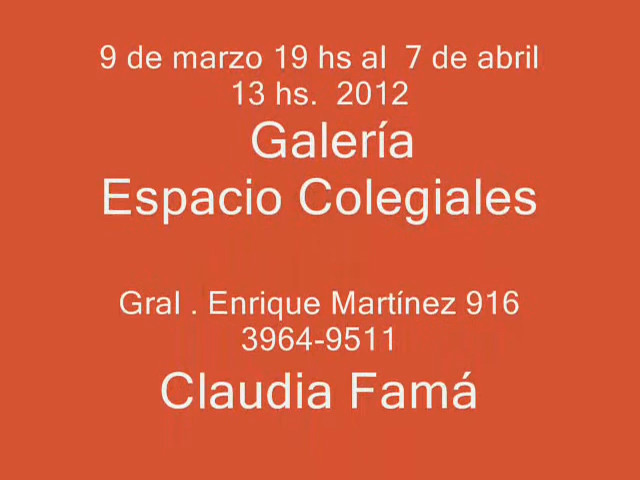 9 de marzo 19 hs al  7 de abril
13 hs.  2012
Galería
Espacio Colegiales
Gral . Enrique Martínez 916
3964-9511
Claudia Famá